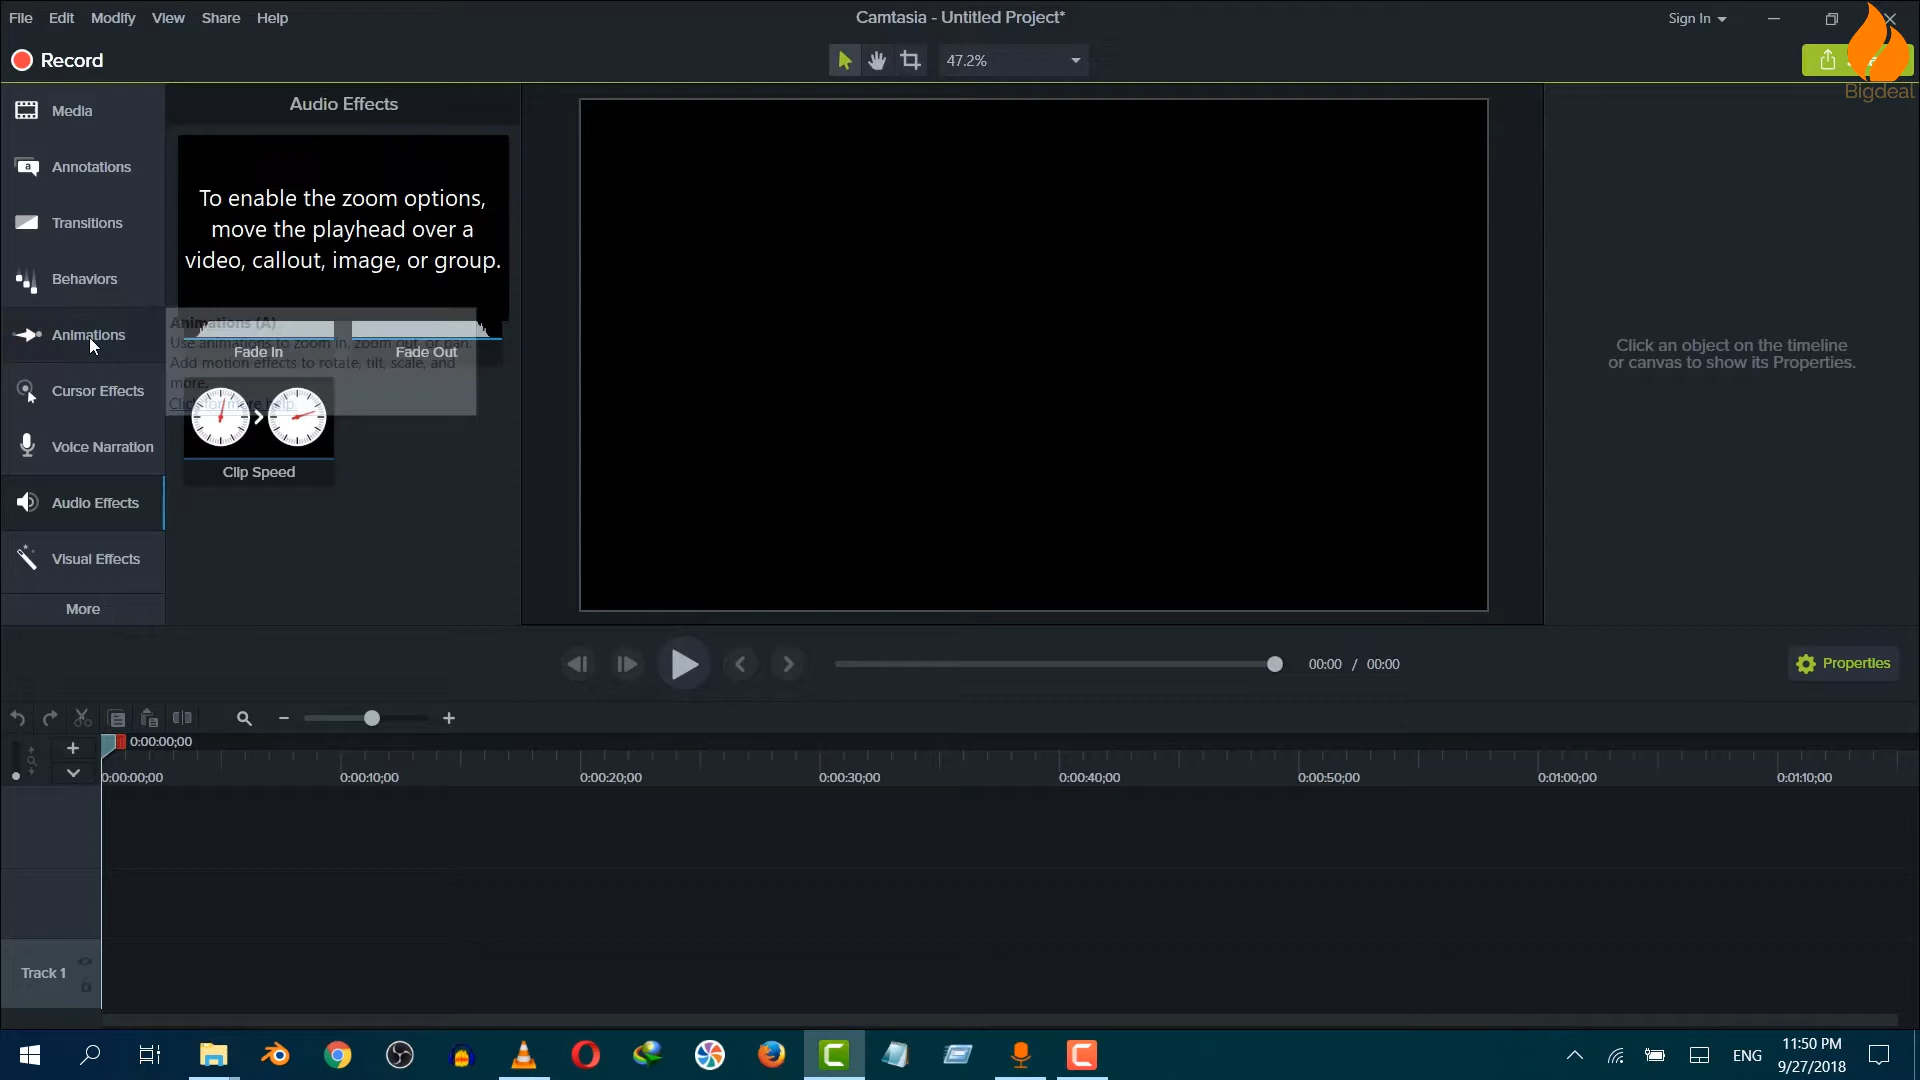 File Edit Modify View Share Help
Camtasia - Untitled Project*
Sign In
Record
47.2%
Bigdeal
Media
Annotations
Transitions
Behaviors
Animations
Cursor Effects
Voice Narration
Audio Effects
Visual Effects
More
Audio Effects
To enable the zoom options,
move the playhead over a
video, callout, image, or group.
Animations (A)
Use animations to zoom in, zoom out, or pan.
Add motion effects to rotate, tilt, scale, and
more.
Click for more help.
Fade In
Fade Out
Clip Speed
Click an object on the timeline
or canvas to show its Properties.
00:00 / 00:00
Properties
0:00:00;00
0:00:00;00 0:00:10;00 0:00:20;00 0:00:30;00 0:00:40;00 0:00:50;00 0:01:00;00 0:01:10;00
Track 1
ENG
11:50 PM
9/27/2018